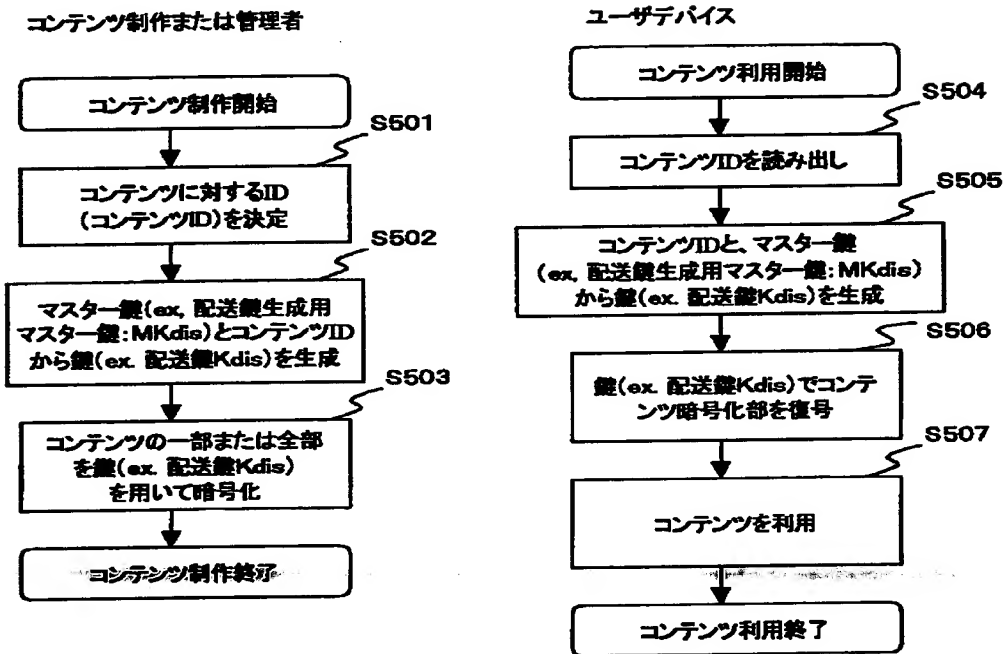 コンテンツ制作または管理者
コンテンツ制作開始
S501
コンテンツに対するID
(コンテンツID)を決定
S502
マスター鍵(ex, 配送鍵生成用
マスター鍵:MKdis)とコンテンツID
から鍵(ex. 配送鍵Kdis)を生成
S503
コンテンツの一部または全部
を鍵(ex. 配送鍵Kdis)
を用いて暗号化
コンテンツ制作終了
ユーザデバイス
コンテンツ利用開始
S504
コンテンツIDを読み出し
S505
コンテンツIDと、マスター鍵
(ex, 配送鍵生成用マスター鍵:MKdis)
から鍵(ex. 配送鍵Kdis)を生成
S506
鍵(ex. 配送鍵Kdis)でコンテ
ンツ暗号化部を復号
S507
コンテンツを利用
コンテンツ利用終了